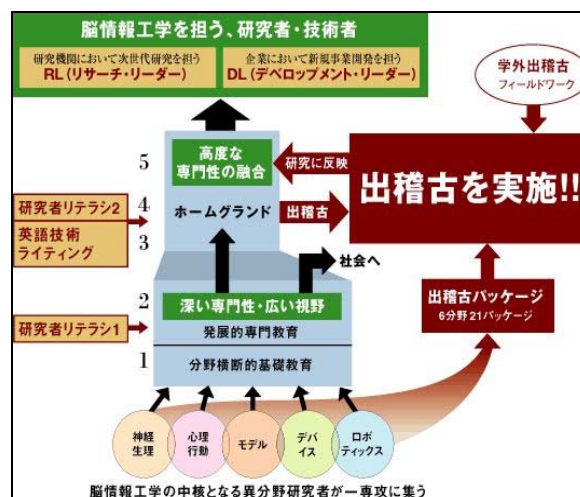 脳情報工学を担う、研究者・技術者
研究機関において次世代研究を担う
RL(リサーチ・リーダー)
企業において新規事業開発を担う
DL(デベロップメント・リーダー)
学外出稽古
フィールドワーク
5
高度な
専門性の融合
研究に反映
出稽古を実施!!
研究者リテラシ2
英語技術
ライティング
4
3
ホームグランド
出稽古
社会へ
2
深い専門性・広い視野
発展的専門教育
研究者リテラシ1
1
分野横断的基礎教育
出稽古パッケージ
6分野21パッケージ
神経
生理
心理
行動
モデル
デバ
イス
ロボ
ティックス
脳情報工学の中核となる異分野研究者が一専攻に集う